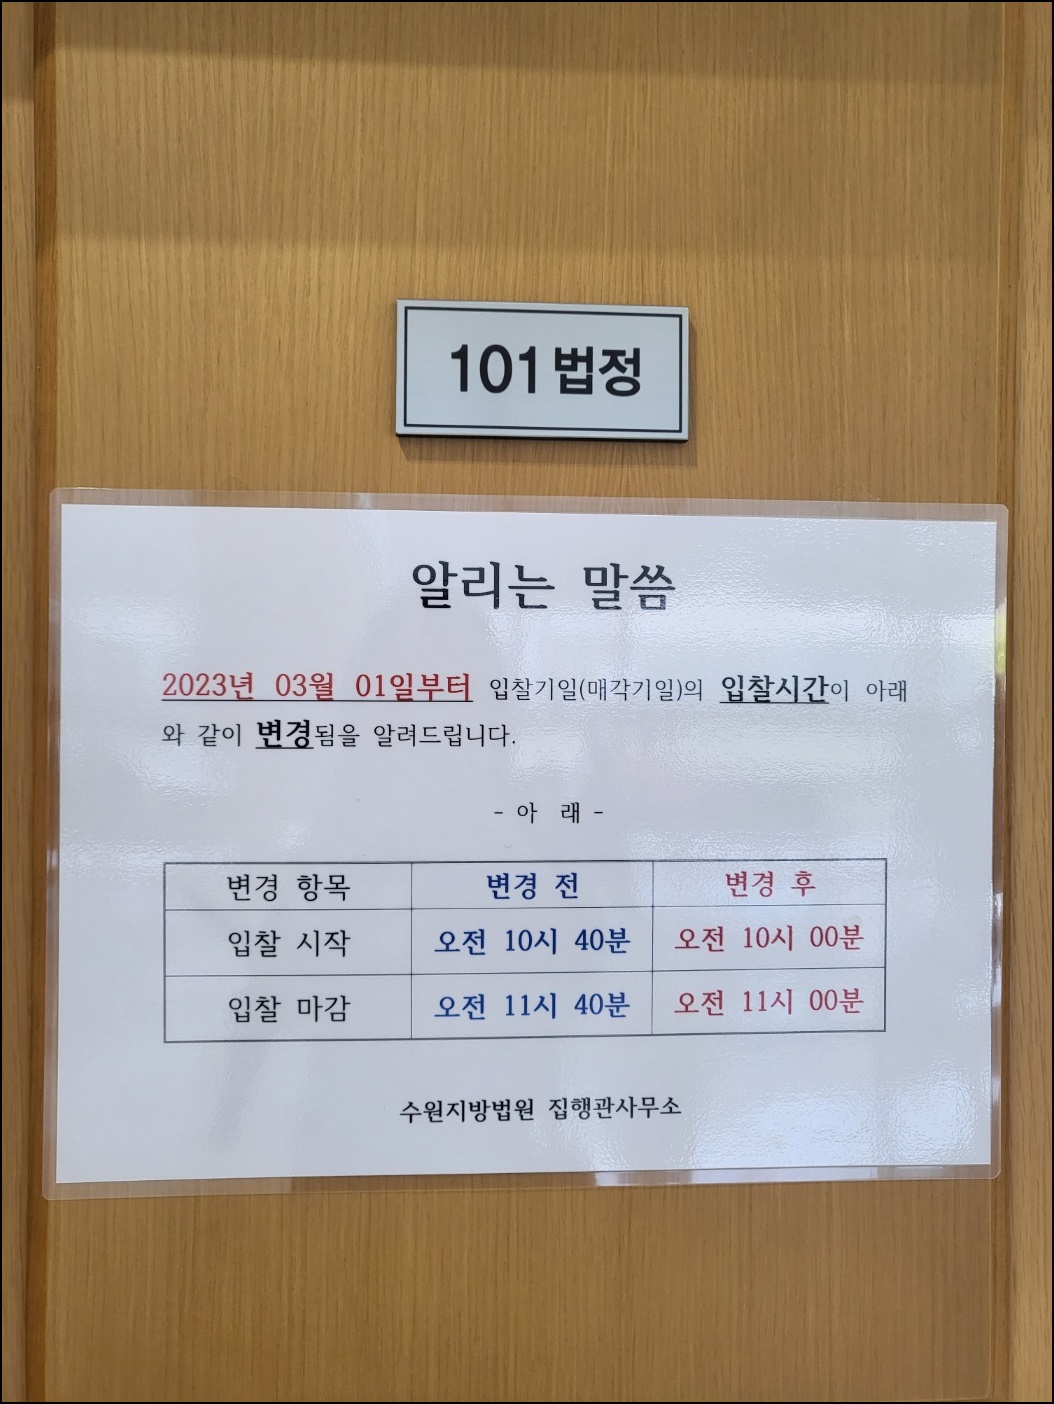 101 법정
알리는 말씀
2023년 03월 01일부터 입찰기일(매각기일)의 입찰시간이 아래
와 같이 변경됨을 알려드립니다.
- 아 래 -
변경 항목 변경 전 변경 후
입찰 시작 오전 10시 40분 오전 10시 00분
입찰 마감 오전 11시 40분 오전 11시 00분
수원지방법원 집행관사무소